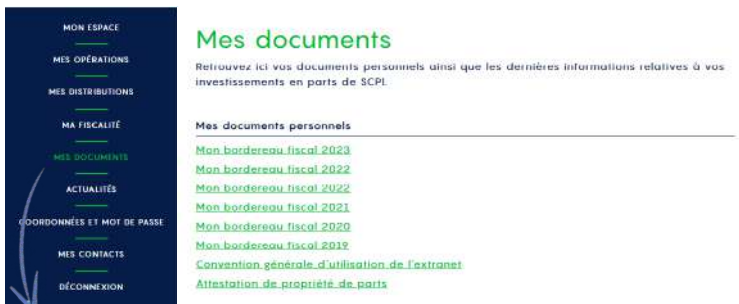 MON ESPACE
MES OPÉRATIONS
MES DISTRIBUTIONS
MA FISCALITÉ
MES DOCUMENTS
ACTUALITÉS
COORDONNÉES ET MOT DE PASSE
MES CONTACTS
DÉCONNEXION
Mes documents
Retrouvez ici vos documents personnels ainsi que les dernières informations relatives à vos
investissements en parts de SCPI.
Mes documents personnels
Mon bordereau fiscal 2023
Mon bordereau fiscal 2022
Mon bordereau fiscal 2022
Mon bordereau fiscal 2021
Mon bordereau fiscal 2020
Mon bordereau fiscal 2019
Convention générale d'utilisation de l'extranet
Attestation de propriété de parts